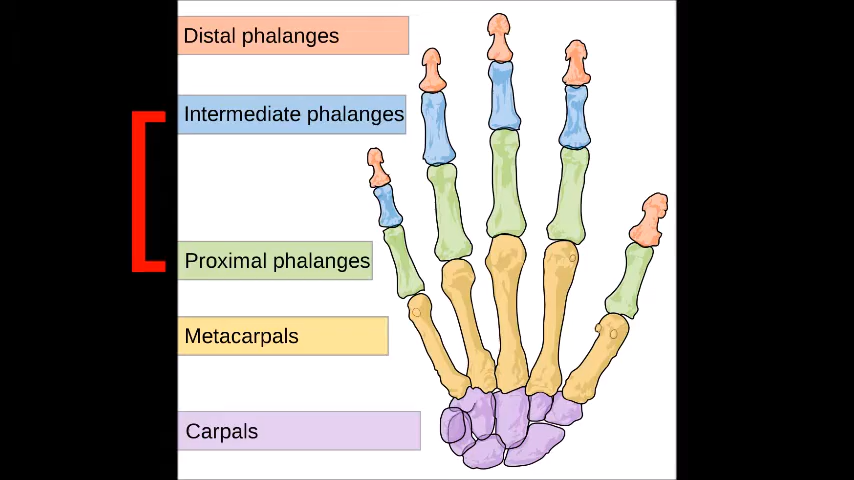 Distal phalanges
Intermediate phalanges
Proximal phalanges
Metacarpals
Carpals